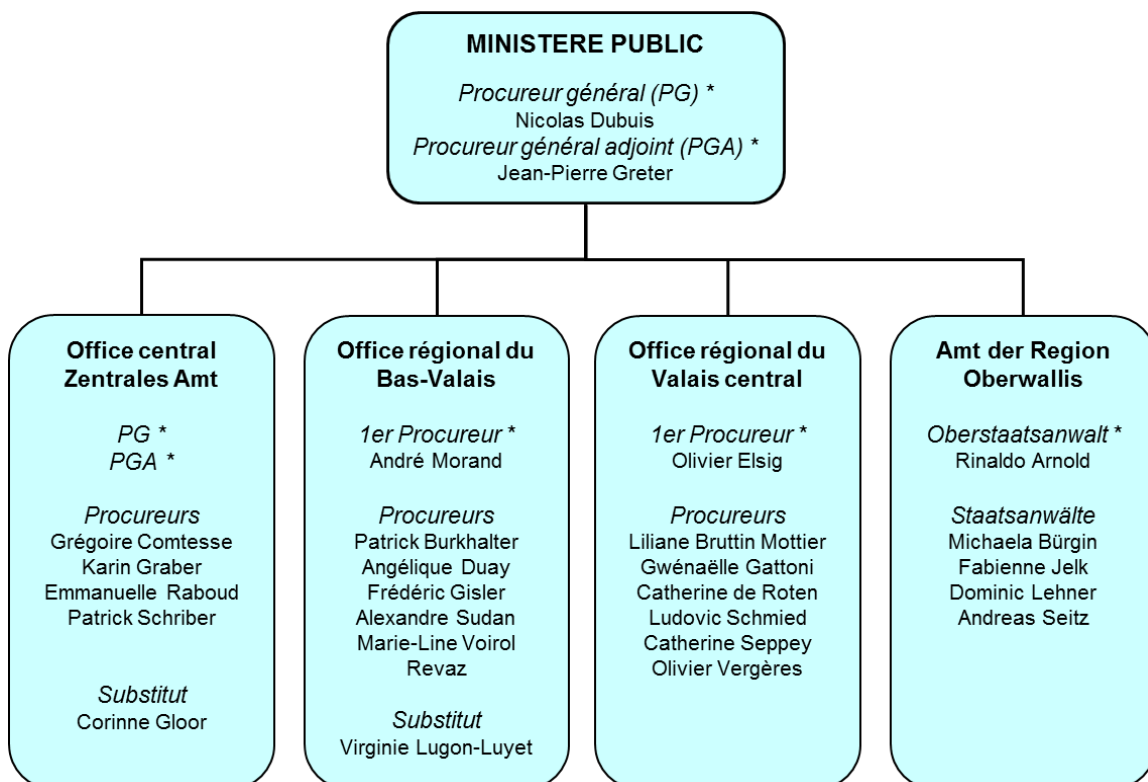 MINISTERE PUBLIC
Procureur général (PG) *
Nicolas Dubuis
Procureur général adjoint (PGA) *
Jean-Pierre Greter
Office central
Zentrales Amt
PG *
PGA *
Procureurs
Grégoire Comtesse
Karin Graber
Emmanuelle Raboud
Patrick Schriber
Substitut
Corinne Gloor
Office régional du
Bas-Valais
1er Procureur *
André Morand
Procureurs
Patrick Burkhalter
Angélique Duay
Frédéric Gisler
Alexandre Sudan
Marie-Line Voirol
Revaz
Substitut
Virginie Lugon-Luyet
Office régional du
Valais central
1er Procureur *
Olivier Elsig
Procureurs
Liliane Bruttin Mottier
Gwénaëlle Gattoni
Catherine de Roten
Ludovic Schmied
Catherine Seppey
Olivier Vergères
Amt der Region
Oberwallis
Oberstaatsanwalt *
Rinaldo Arnold
Staatsanwälte
Michaela Bürgin
Fabienne Jelk
Dominic Lehner
Andreas Seitz